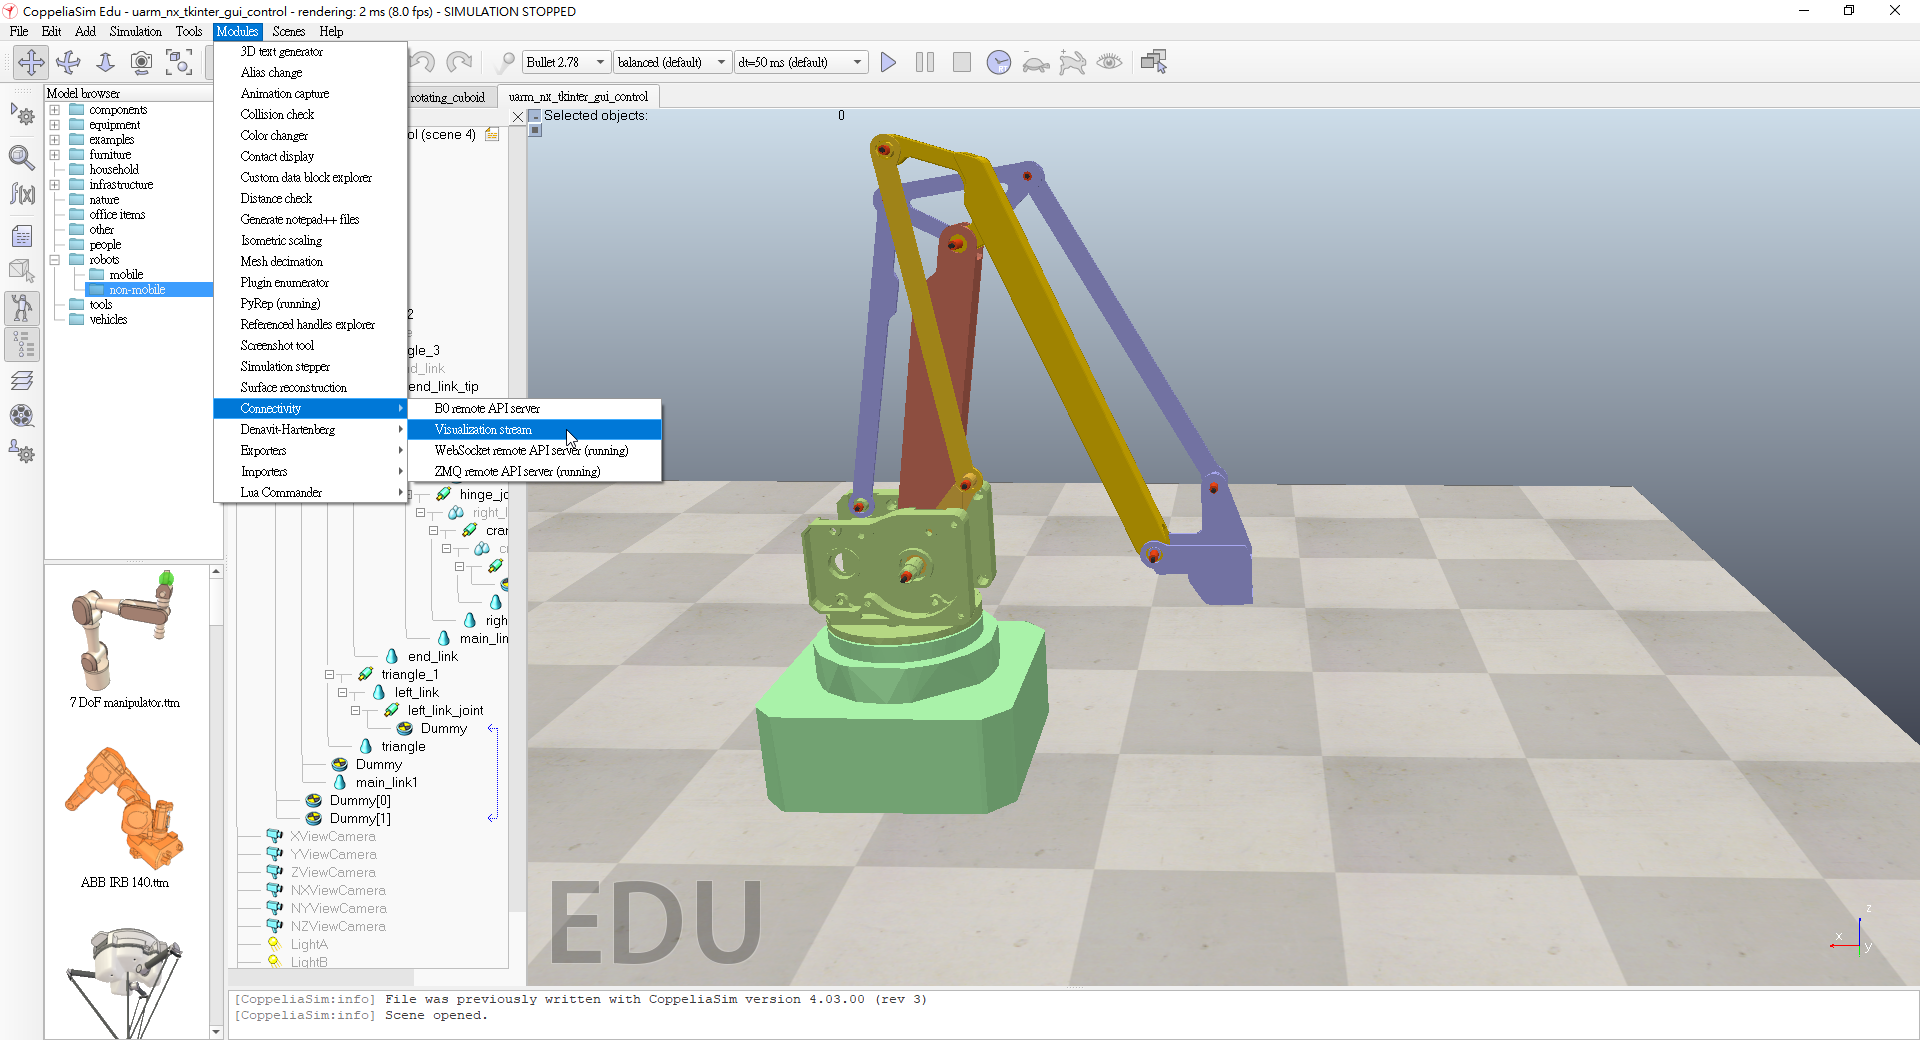 CoppeliaSim Edu - uarm_nx_tkinter_gui_control - rendering: 2 ms (8.0 fps) - SIMULATION STOPPED
File Edit Add Simulation Tools Modules Scenes Help
Bullet 2.78 balanced (default) dt=50 ms (default)
Model browser
components
equipment
examples
furniture
household
infrastructure
nature
office items
other
people
robots
mobile
non-mobile
tools
vehicles
3D text generator
Alias change
Animation capture
Collision check
Color changer
Contact display
Custom data block explorer
Distance check
Generate notepad++ files
Isometric scaling
Mesh decimation
Plugin enumerator
PyRep (running)
Referenced handles explorer
Screenshot tool
Simulation stepper
Surface reconstruction
Connectivity
Denavit-Hartenberg
Exporters
Importers
Lua Commander
B0 remote API server
Visualization stream
WebSocket remote API server (running)
ZMQ remote API server (running)
rotating_cuboid uarm_nx_tkinter_gui_control
Selected objects: 0
ol (scene 4)
2
e
gle_3
d_link
end_link_tip
hinge_jo
right_l
cran
c
righ
main_lin
end_link
triangle_1
left_link
left_link_joint
Dummy
triangle
Dummy
main_link1
Dummy[0]
Dummy[1]
XViewCamera
YViewCamera
ZViewCamera
NXViewCamera
NYViewCamera
NZViewCamera
LightA
LightB
7 DoF manipulator.ttm
ABB IRB 140.ttm
EDU
z
x
y
[CoppeliaSim:info] File was previously written with CoppeliaSim version 4.03.00 (rev 3)
[CoppeliaSim:info] Scene opened.